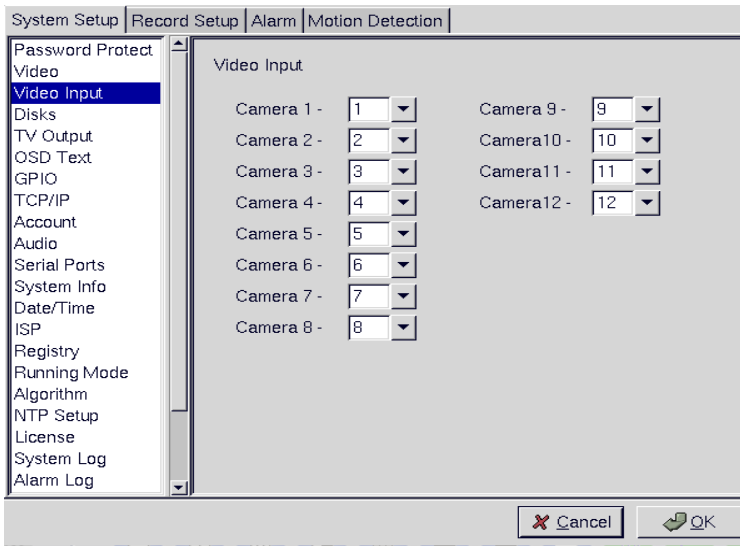 System Setup Record Setup Alarm Motion Detection
Password Protect
Video
Video Input
Disks
TV Output
OSD Text
GPIO
TCP/IP
Account
Audio
Serial Ports
System Info
Date/Time
ISP
Registry
Running Mode
Algorithm
NTP Setup
License
System Log
Alarm Log
Video Input
Camera 1 - 1
Camera 2 - 2
Camera 3 - 3
Camera 4 - 4
Camera 5 - 5
Camera 6 - 6
Camera 7 - 7
Camera 8 - 8
Camera 9 - 9
Camera10 - 10
Camera11 - 11
Camera12 - 12
Cancel OK